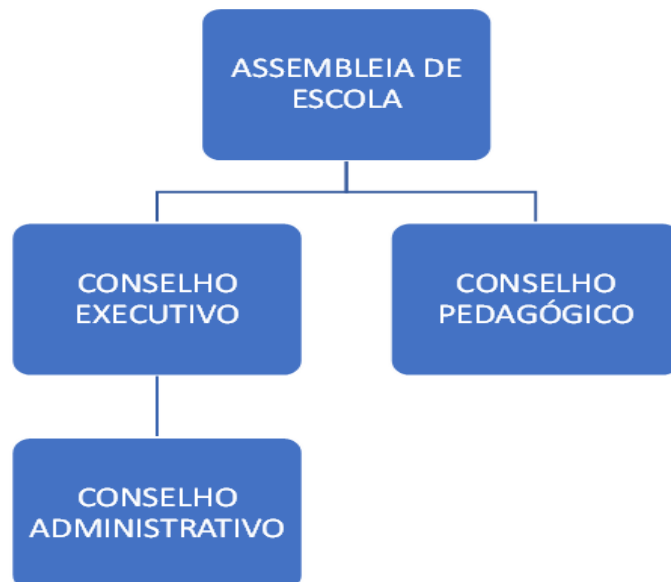 ASSEMBLEIA DE
ESCOLA
CONSELHO
EXECUTIVO
CONSELHO
PEDAGÓGICO
CONSELHO
ADMINISTRATIVO